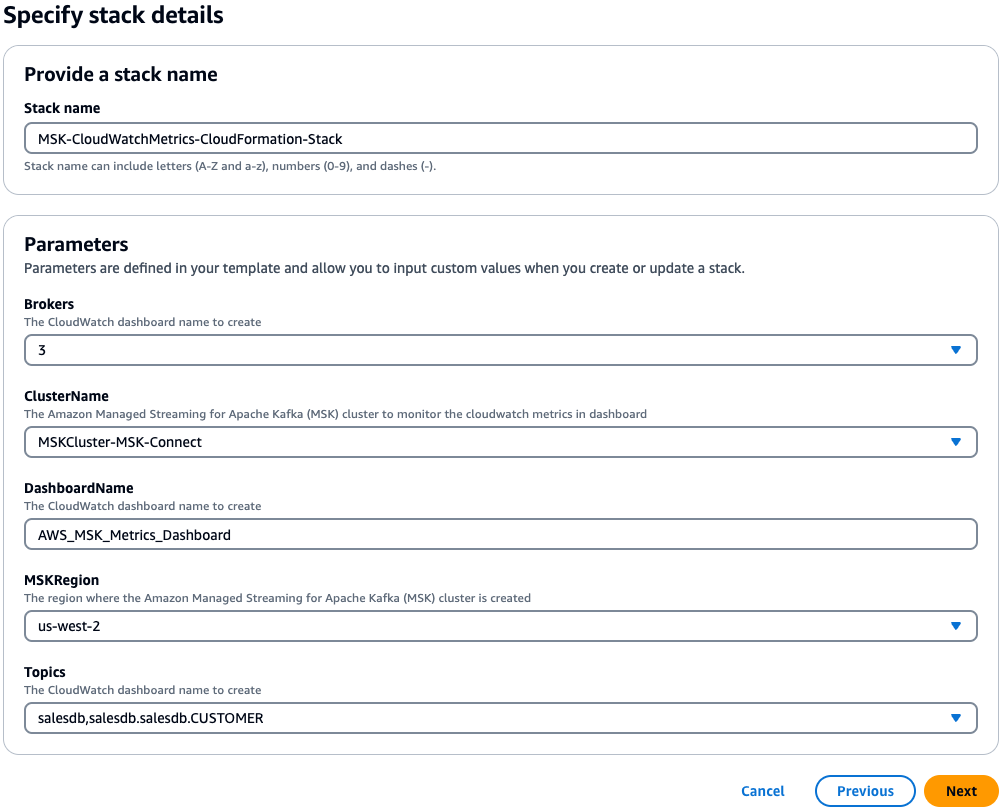 Specify stack details
Provide a stack name
Stack name
MSK-CloudWatchMetrics-CloudFormation-Stack
Stack name can include letters (A-Z and a-z), numbers (0-9), and dashes (-).
Parameters
Parameters are defined in your template and allow you to input custom values when you create or update a stack.
Brokers
The CloudWatch dashboard name to create
3
ClusterName
The Amazon Managed Streaming for Apache Kafka (MSK) cluster to monitor the cloudwatch metrics in dashboard
MSKCluster-MSK-Connect
DashboardName
The CloudWatch dashboard name to create
AWS_MSK_Metrics_Dashboard
MSKRegion
The region where the Amazon Managed Streaming for Apache Kafka (MSK) cluster is created
us-west-2
Topics
The CloudWatch dashboard name to create
salesdb,salesdb.salesdb.CUSTOMER
Cancel Previous Next